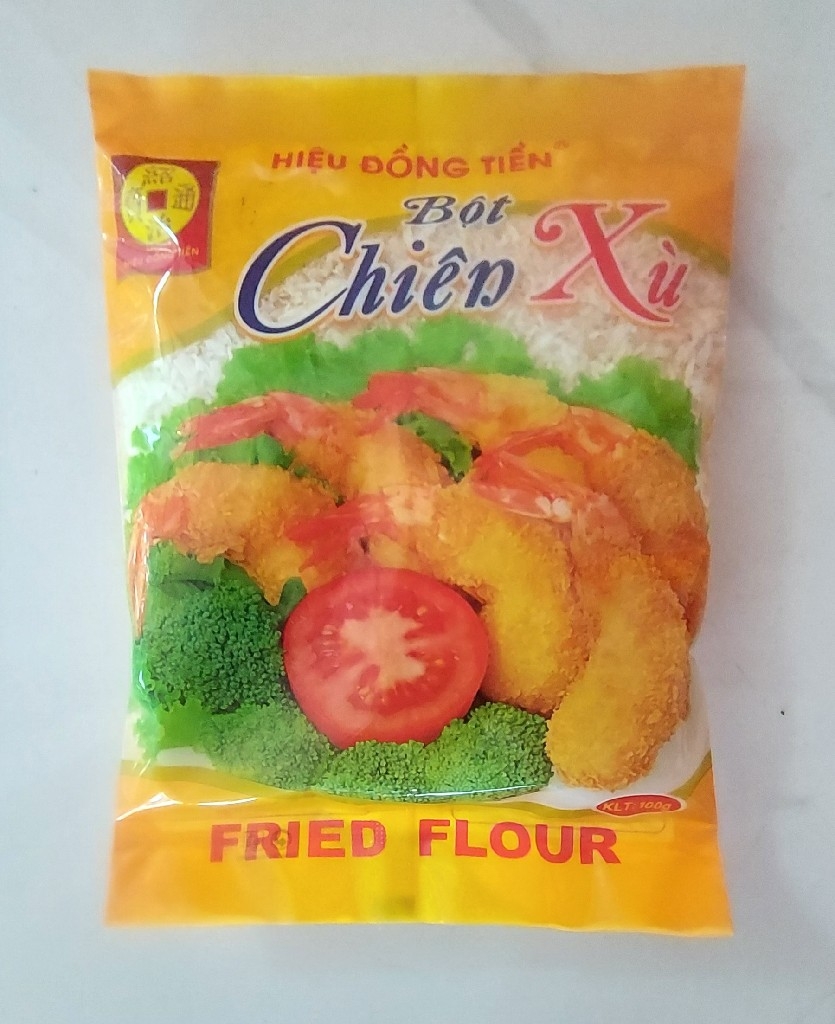 HIỆU ĐỒNG TIỀN®
Bột
Chiên Xù
KLT: 100g
FRIED FLOUR